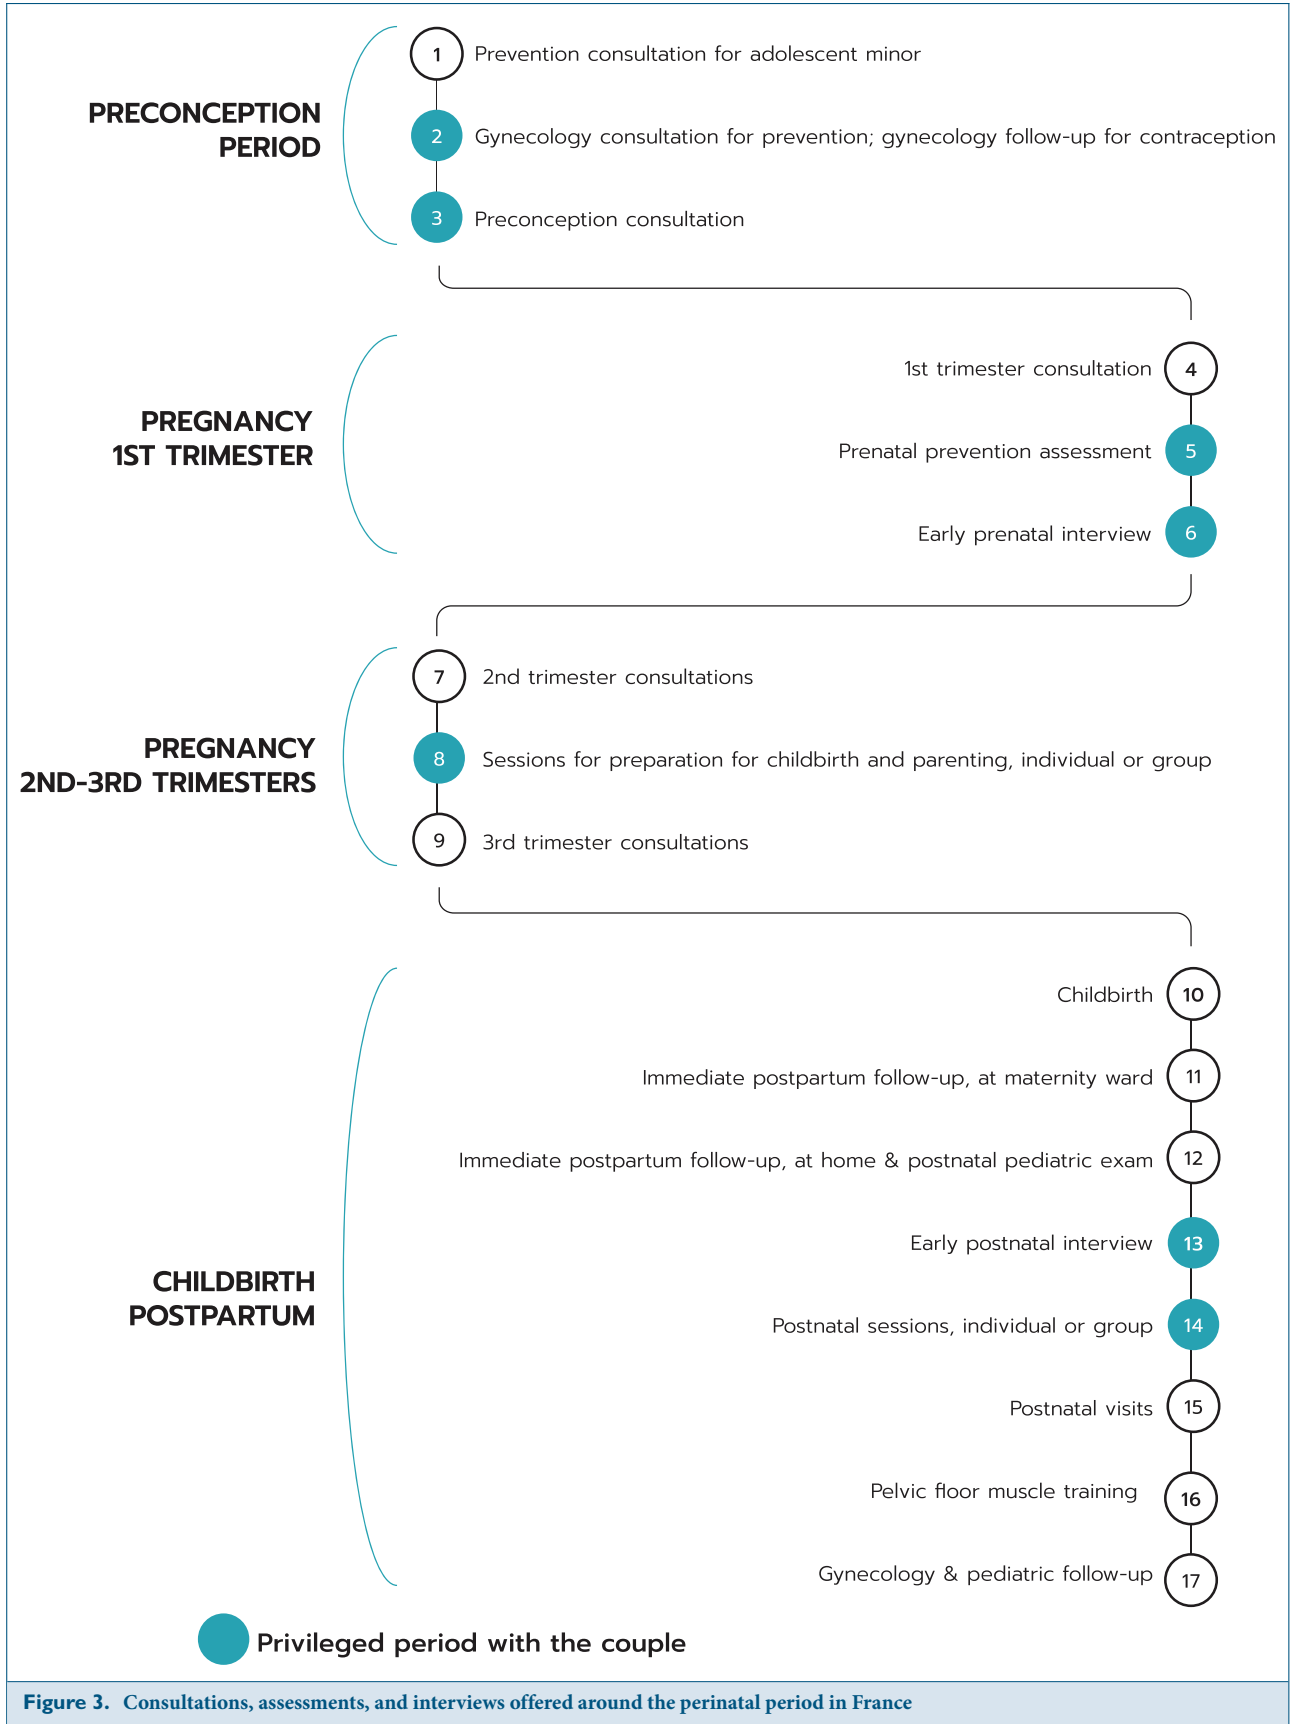 PRECONCEPTION
PERIOD
1 Prevention consultation for adolescent minor
2 Gynecology consultation for prevention; gynecology follow-up for contraception
3 Preconception consultation
PREGNANCY
1ST TRIMESTER
1st trimester consultation 4
Prenatal prevention assessment 5
Early prenatal interview 6
PREGNANCY
2ND-3RD TRIMESTERS
7 2nd trimester consultations
8 Sessions for preparation for childbirth and parenting, individual or group
9 3rd trimester consultations
CHILDBIRTH
POSTPARTUM
Childbirth 10
Immediate postpartum follow-up, at maternity ward 11
Immediate postpartum follow-up, at home & postnatal pediatric exam 12
Early postnatal interview 13
Postnatal sessions, individual or group 14
Postnatal visits 15
Pelvic floor muscle training 16
Gynecology & pediatric follow-up 17
Privileged period with the couple
Figure 3. Consultations, assessments, and interviews offered around the perinatal period in France